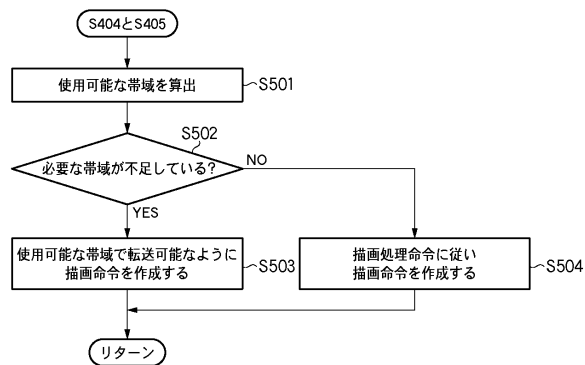 S404とS405
使用可能な帯域を算出
S501
S502
必要な帯域が不足している?
NO
YES
使用可能な帯域で転送可能なように
描画命令を作成する
S503
描画処理命令に従い
描画命令を作成する
S504
リターン